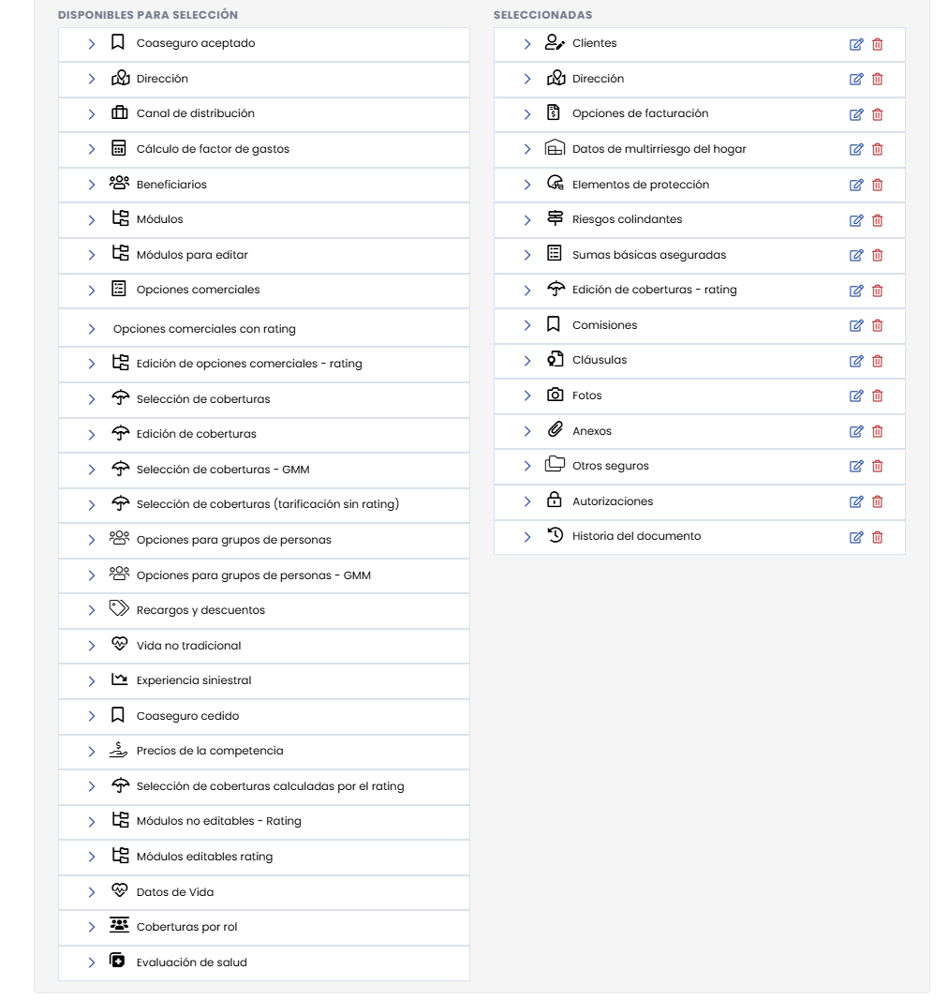 DISPONIBLES PARA SELECCIÓN
Coaseguro aceptado
Dirección
Canal de distribución
Cálculo de factor de gastos
Beneficiarios
Módulos
Módulos para editar
Opciones comerciales
Opciones comerciales con rating
Edición de opciones comerciales - rating
Selección de coberturas
Edición de coberturas
Selección de coberturas - GMM
Selección de coberturas (tarificación sin rating)
Opciones para grupos de personas
Opciones para grupos de personas - GMM
Recargos y descuentos
Vida no tradicional
Experiencia siniestral
Coaseguro cedido
Precios de la competencia
Selección de coberturas calculadas por el rating
Módulos no editables - Rating
Módulos editables rating
Datos de Vida
Coberturas por rol
Evaluación de salud
SELECCIONADAS
Clientes
Dirección
Opciones de facturación
Datos de multirriesgo del hogar
Elementos de protección
Riesgos colindantes
Sumas básicas aseguradas
Edición de coberturas - rating
Comisiones
Cláusulas
Fotos
Anexos
Otros seguros
Autorizaciones
Historia del documento